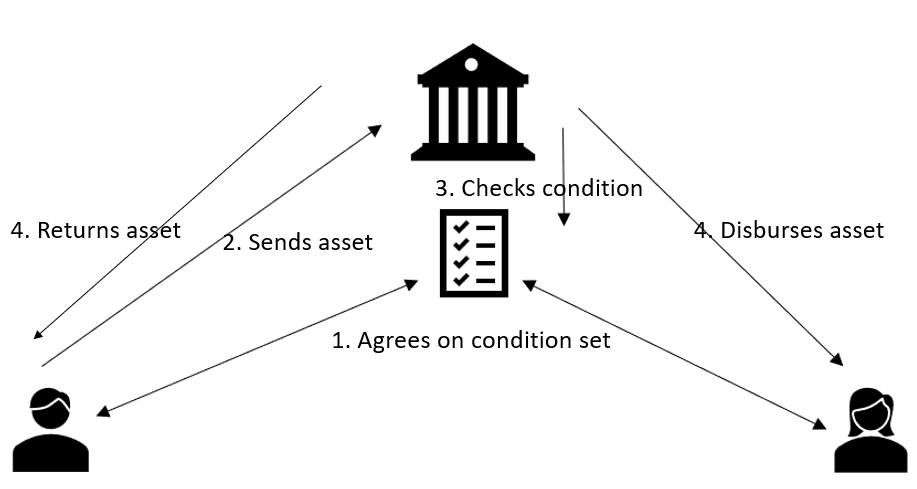 3. Checks condition
4. Returns asset
2. Sends asset
4. Disburses asset
1. Agrees on condition set